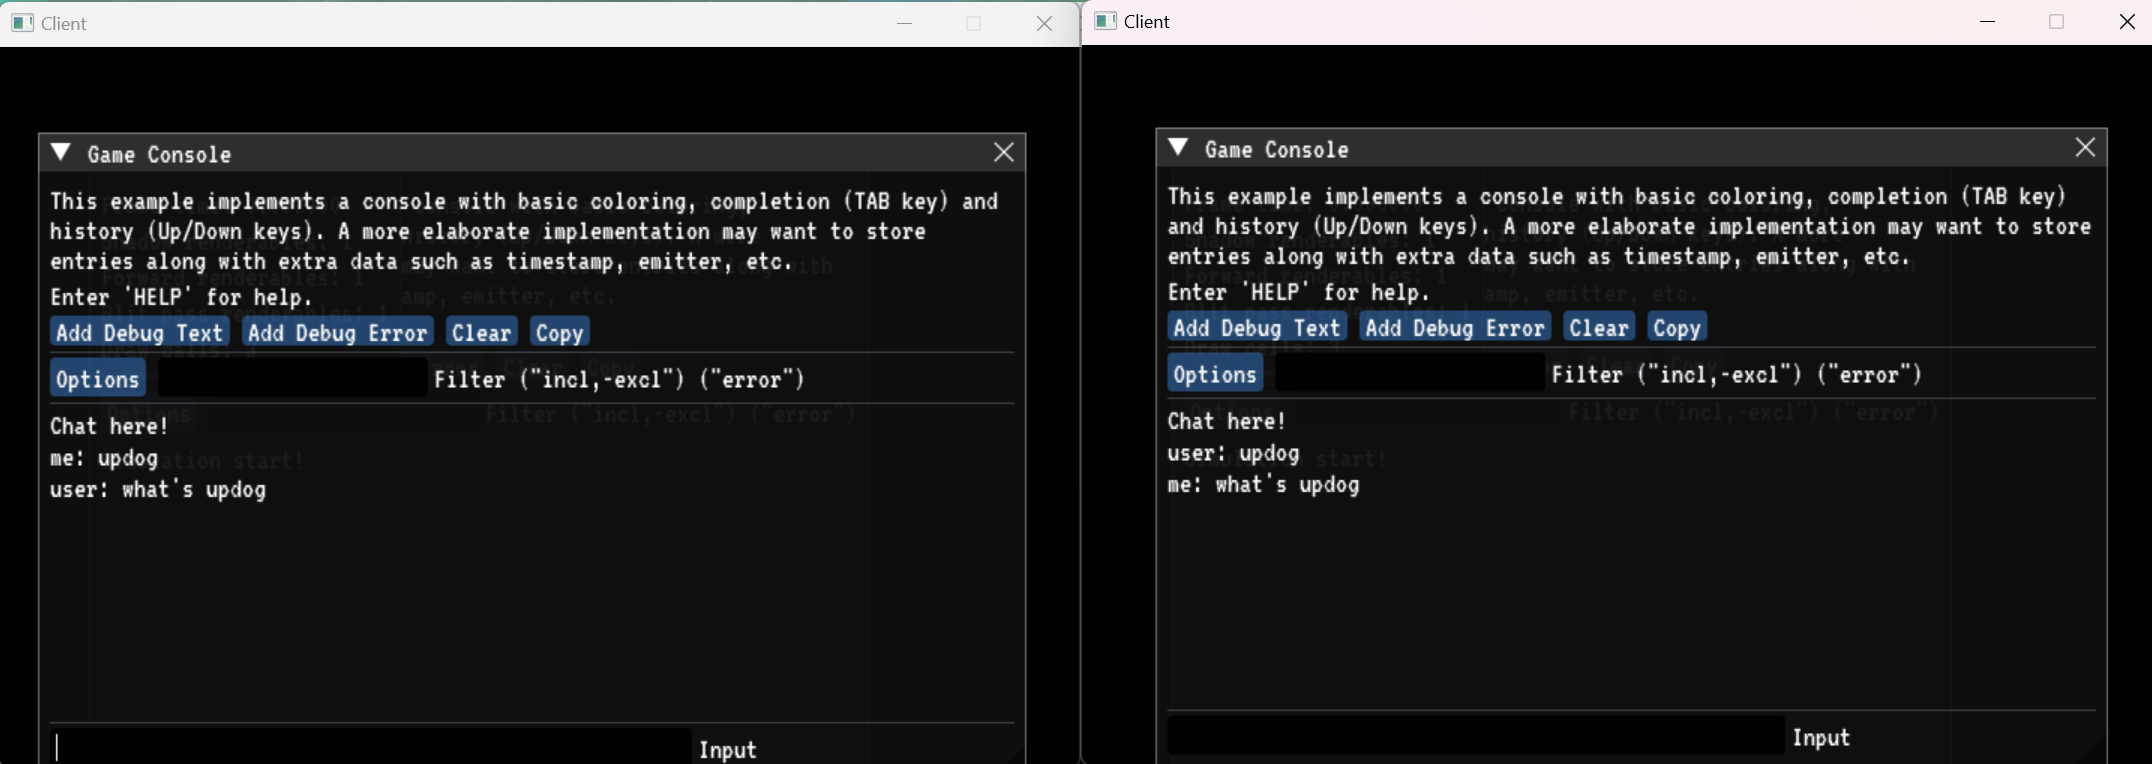 Client
Game Console
This example implements a console with basic coloring, completion (TAB key) and
history (Up/Down keys). A more elaborate implementation may want to store
entries along with extra data such as timestamp, emitter, etc.
Enter 'HELP' for help.
Add Debug Text Add Debug Error Clear Copy
Options Filter ("incl,-excl") ("error")
Chat here!
me: updog
user: what's updog
Input
Client
Game Console
This example implements a console with basic coloring, completion (TAB key)
and history (Up/Down keys). A more elaborate implementation may want to store
entries along with extra data such as timestamp, emitter, etc.
Enter 'HELP' for help.
Add Debug Text Add Debug Error Clear Copy
Options Filter ("incl,-excl") ("error")
Chat here!
user: updog
me: what's updog
Input